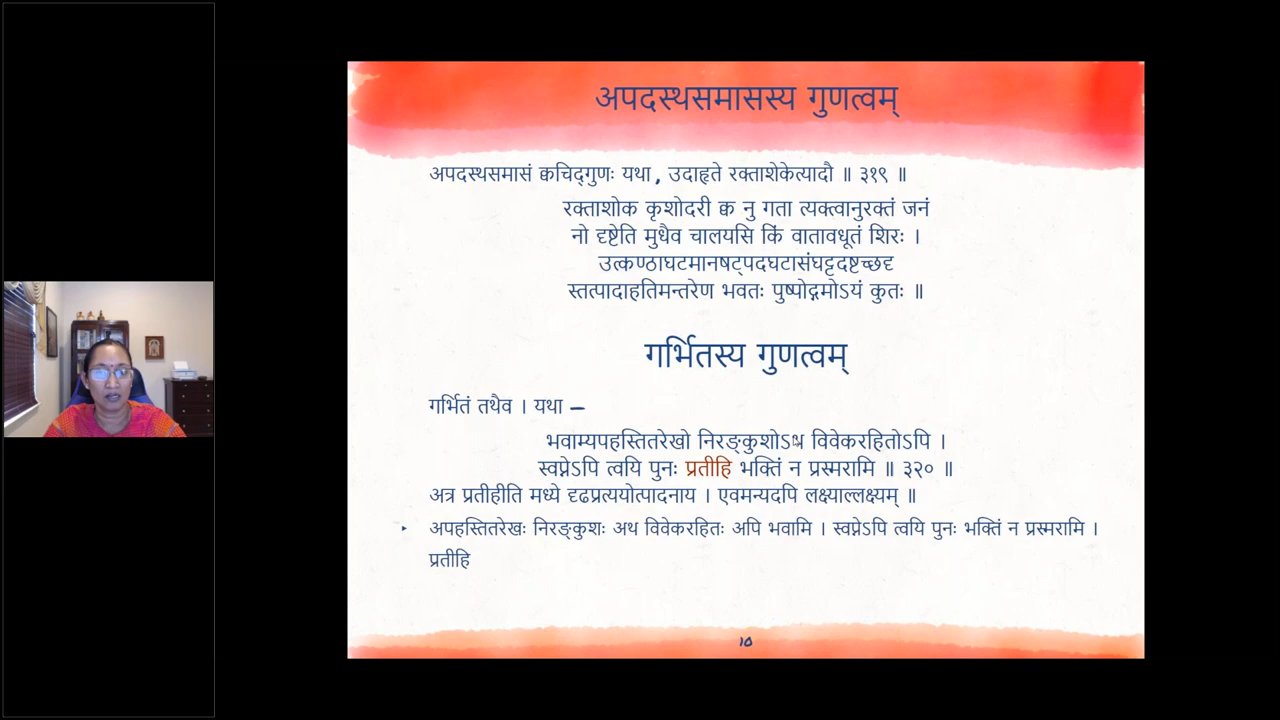 अपदस्थसमासस्य गुणत्वम्
अपदस्थसमासं क्वचिद्गुणः यथा , उदाहृते रक्ताशेकेत्यादौ ॥ ३१९ ॥
रक्ताशोक कृशोदरी क्व नु गता त्यक्त्वानुरक्तं जनं
नो दृष्टेति मुधैव चालयसि किं वातावधूतं शिरः ।
उत्कण्ठाघटमानषट्पदघटासंघट्टदष्टच्छदृ
स्तत्पादाहतिमन्तरेण भवतः पुष्पोद्गमोऽयं कुतः ॥
गर्भितस्य गुणत्वम्
गर्भितं तथैव । यथा –
भवाम्यपहस्तितरेखो निरङ्कुशोऽथ विवेकरहितोऽपि ।
स्वप्नेऽपि त्वयि पुनः प्रतीहि भक्तिं न प्रस्मरामि ॥ ३२० ॥
अत्र प्रतीहीति मध्ये दृढप्रत्ययोत्पादनाय । एवमन्यदपि लक्ष्याल्लक्ष्यम् ॥
अपहस्तितरेखः निरङ्कुशः अथ विवेकरहितः अपि भवामि । स्वप्नेऽपि त्वयि पुनः भक्तिं न प्रस्मरामि ।
प्रतीहि
१०